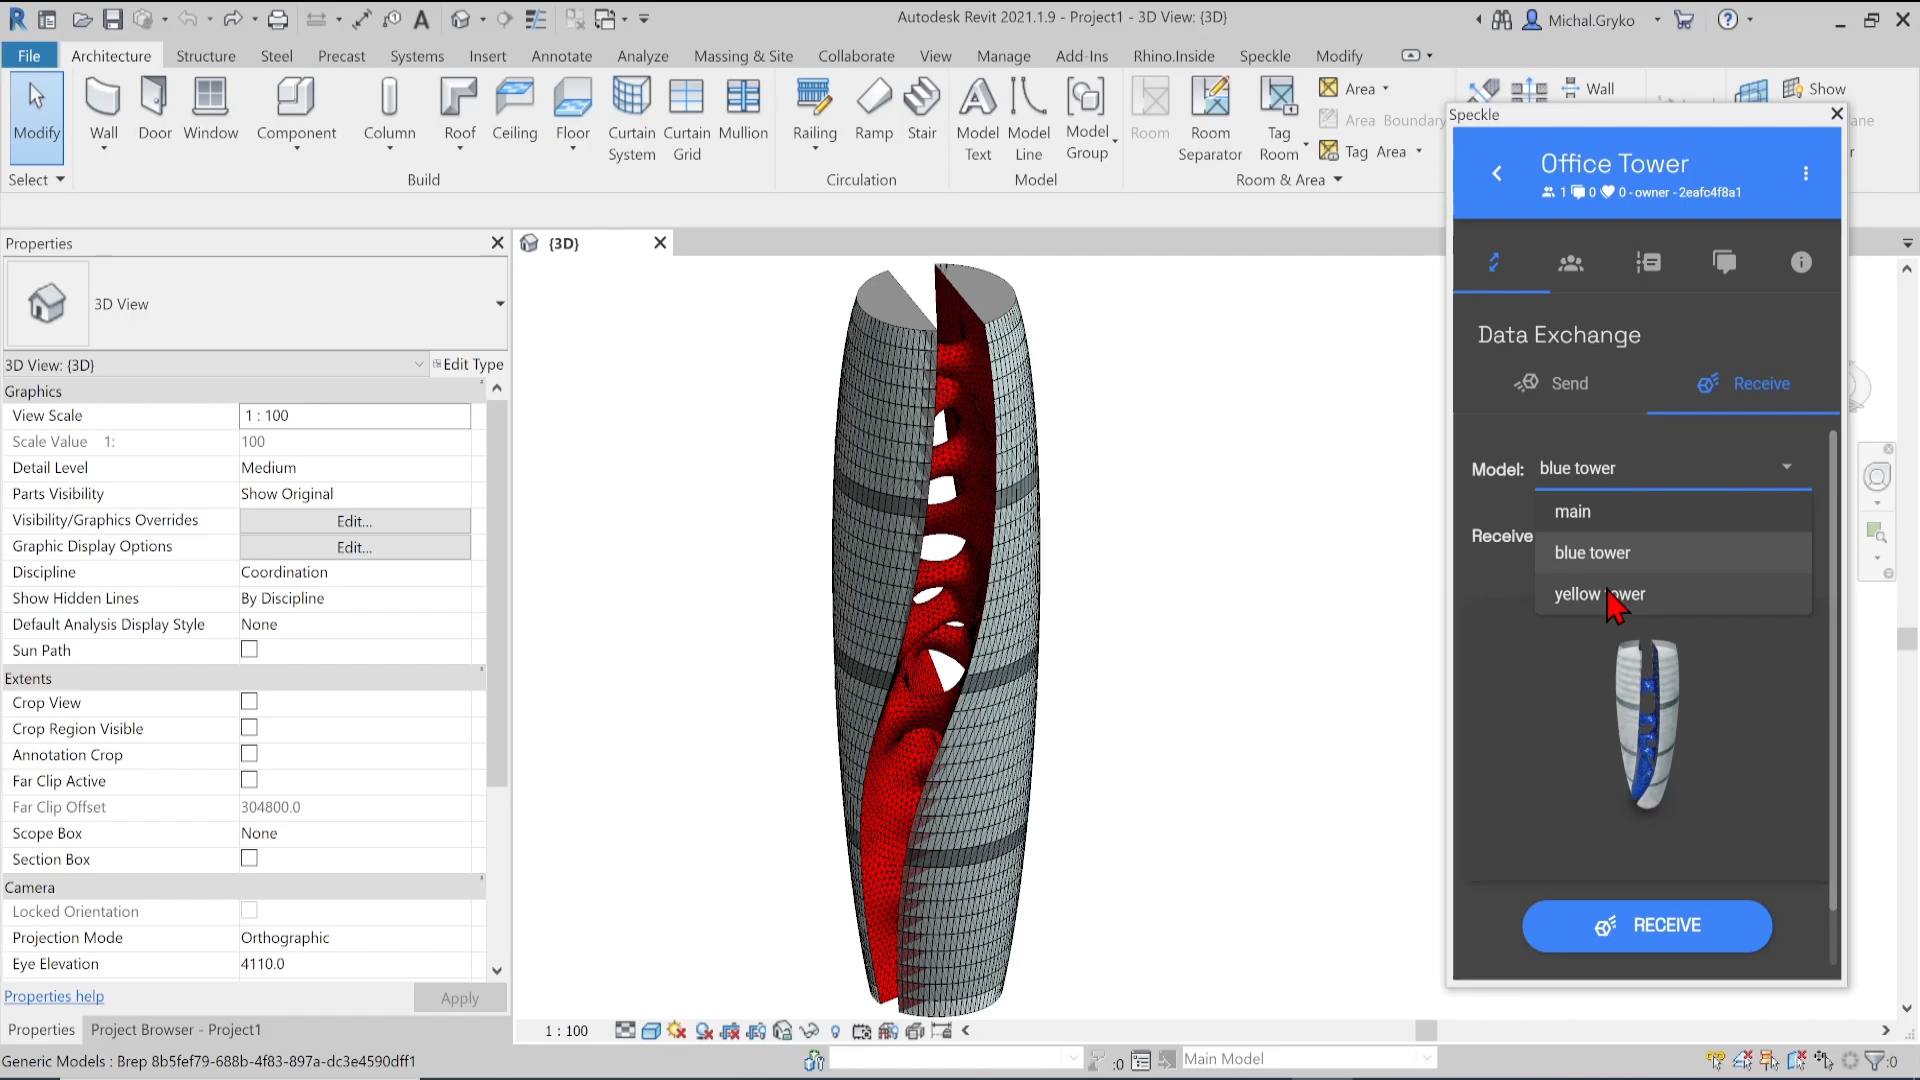 Autodesk Revit 2021.1.9 - Project1 - 3D View: {3D}
Michal.Gryko
File Architecture Structure Steel Precast Systems Insert Annotate Analyze Massing & Site Collaborate View Manage Add-Ins Rhino.Inside Speckle Modify
Modify
Wall
Door
Window
Component
Column
Roof
Ceiling
Floor
Curtain System
Curtain Grid
Mullion
Railing
Ramp
Stair
Model Text
Model Line
Model Group
Room
Room Separator
Tag Room
Area
Area Boundary
Tag Area
Wall
Show
Select
Build
Circulation
Model
Room & Area
Speckle
Office Tower
1 0 0 - owner - 2eafc4f8a1
Data Exchange
Send
Receive
Model: blue tower
main
Receive
blue tower
yellow tower
RECEIVE
Properties
{3D}
3D View
3D View: {3D}
Edit Type
Graphics
View Scale 1 : 100
Scale Value 1: 100
Detail Level Medium
Parts Visibility Show Original
Visibility/Graphics Overrides Edit...
Graphic Display Options Edit...
Discipline Coordination
Show Hidden Lines By Discipline
Default Analysis Display Style None
Sun Path
Extents
Crop View
Crop Region Visible
Annotation Crop
Far Clip Active
Far Clip Offset 304800.0
Scope Box None
Section Box
Camera
Locked Orientation
Projection Mode Orthographic
Eye Elevation 4110.0
Properties help
Apply
Properties
Project Browser - Project1
1 : 100
Generic Models : Brep 8b5fef79-688b-4f83-897a-dc3e4590dff1
:0
Main Model
:0